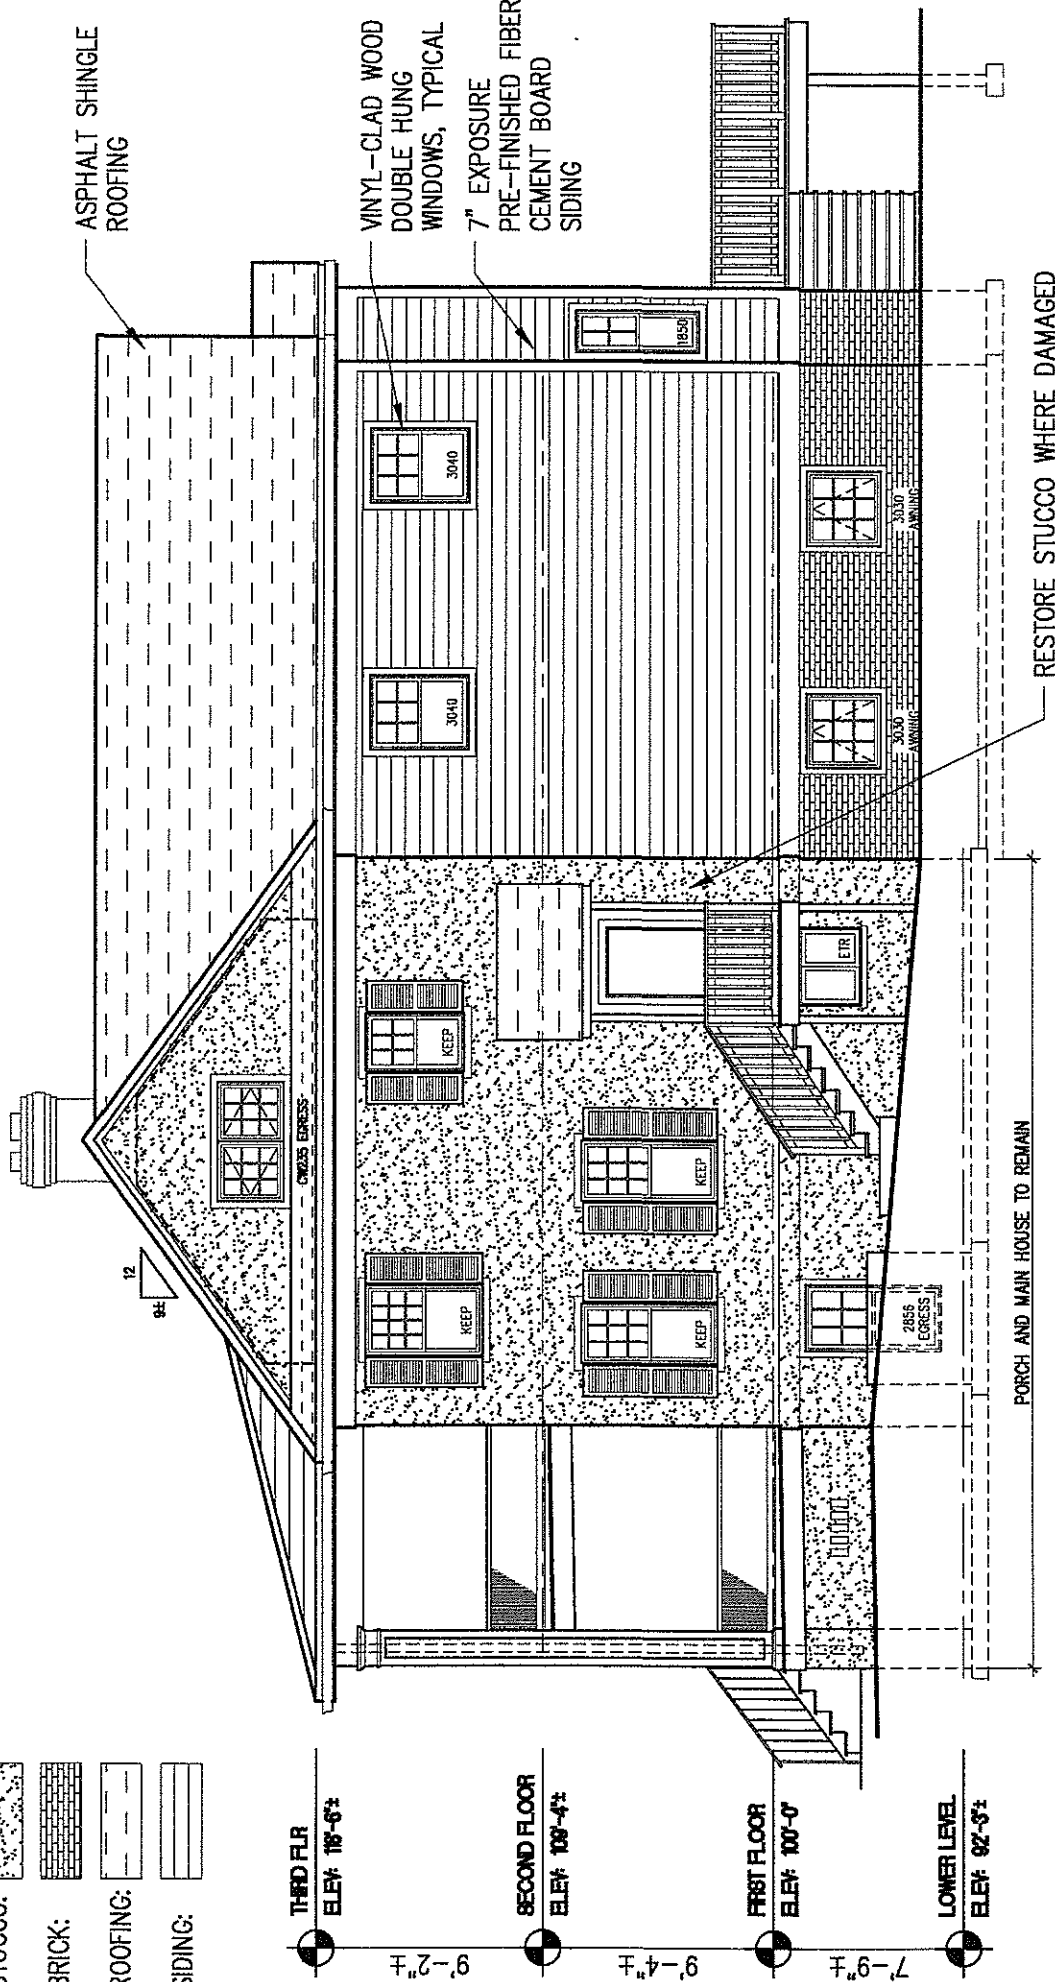 ASPHALT SHINGLE
ROOFING
VINYL-CLAD WOOD
DOUBLE HUNG
WINDOWS, TYPICAL
7" EXPOSURE
PRE-FINISHED FIBER
CEMENT BOARD
SIDING
RESTORE STUCCO WHERE DAMAGED
12
9±
CW235 EGRESS
KEEP
KEEP
KEEP
KEEP
3040
3040
1850
ETR
2856
EGRESS
3030
AWNING
3030
AWNING
PORCH AND MAIN HOUSE TO REMAIN
STUCCO:
BRICK:
ROOFING:
SIDING:
THIRD FLR
ELEV: 118'-6"±
9'-2"±
SECOND FLOOR
ELEV: 109'-4"±
9'-4"±
FIRST FLOOR
ELEV: 100'-0"
7'-9"±
LOWER LEVEL
ELEV: 92'-3"±